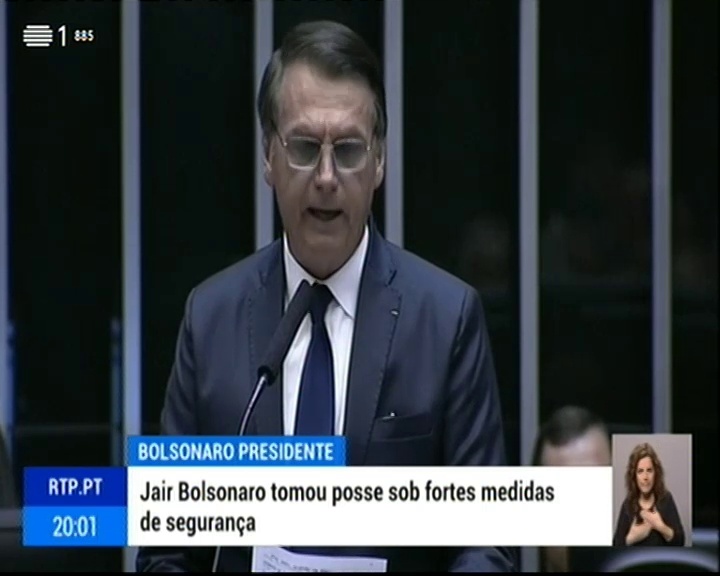 1 885
BOLSONARO PRESIDENTE
RTP.PT
Jair Bolsonaro tomou posse sob fortes medidas
20:01
de segurança